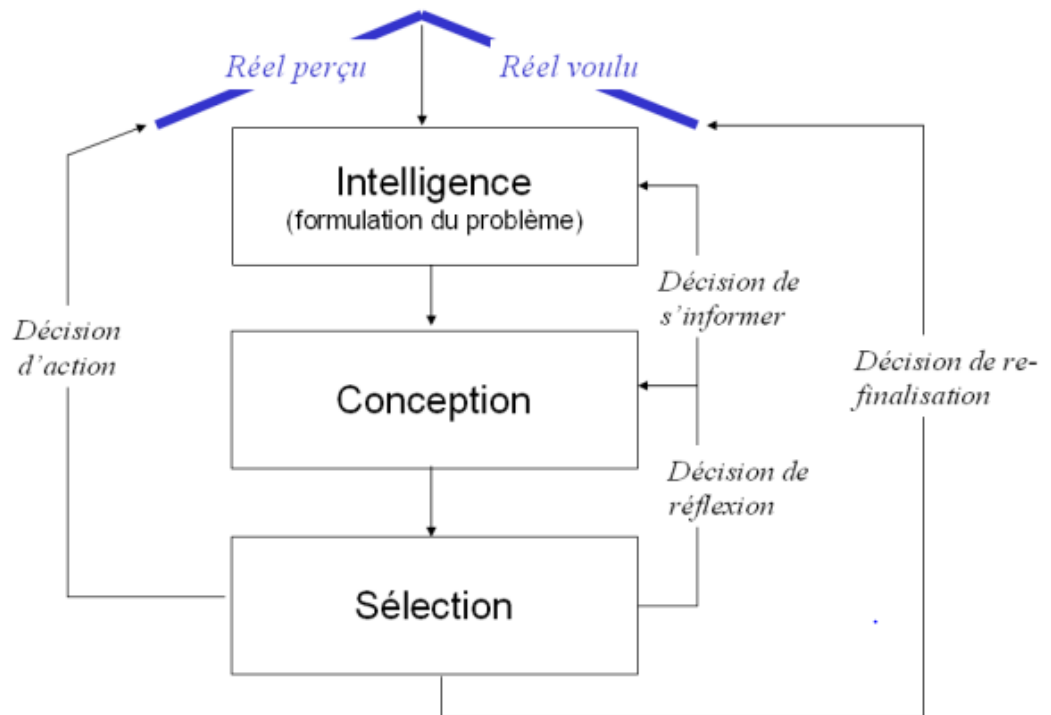 Réel perçu
Réel voulu
Intelligence
(formulation du problème)
Décision de
s’informer
Décision
d’action
Décision de re-
finalisation
Conception
Décision de
réflexion
Sélection